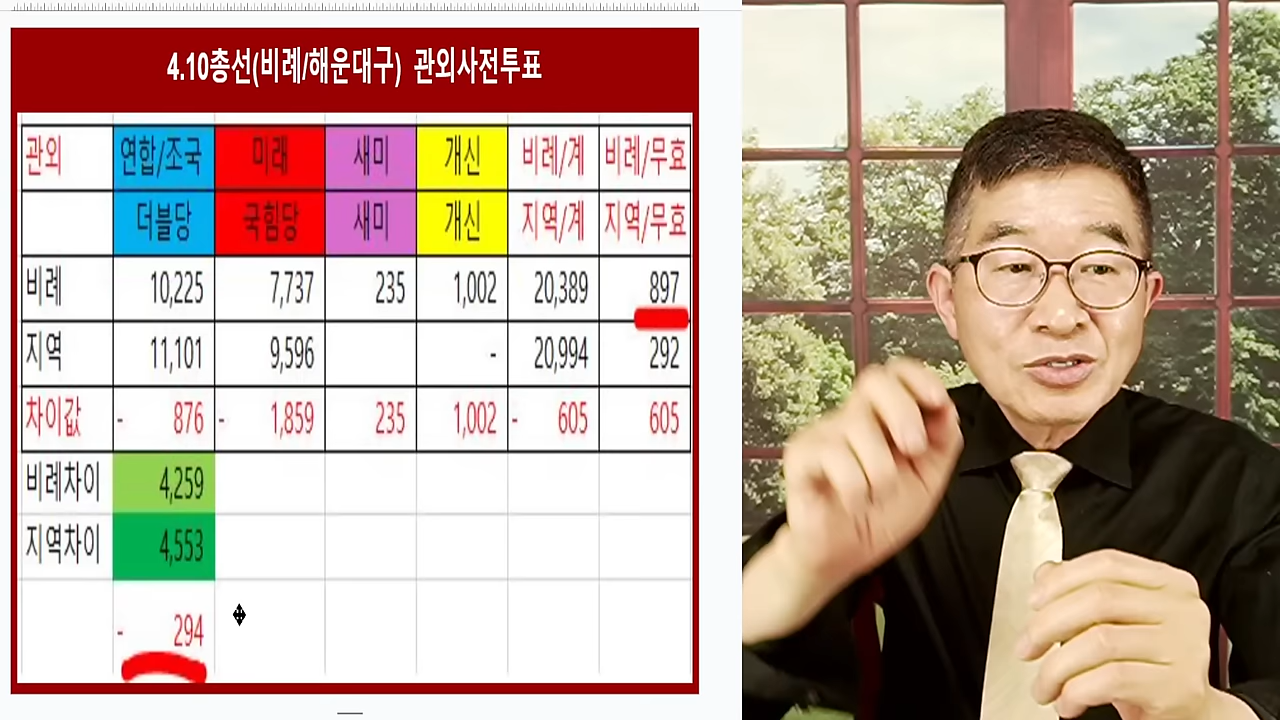 4.10총선(비례/해운대구) 관외사전투표
관외 연합/조국 미래 새미 개신 비례/계 비례/무효
더블당 국힘당 새미 개신 지역/계 지역/무효
비례 10,225 7,737 235 1,002 20,389 897
지역 11,101 9,596 - 20,994 292
차이값 - 876 - 1,859 235 1,002 - 605 605
비례차이 4,259
지역차이 4,553
- 294